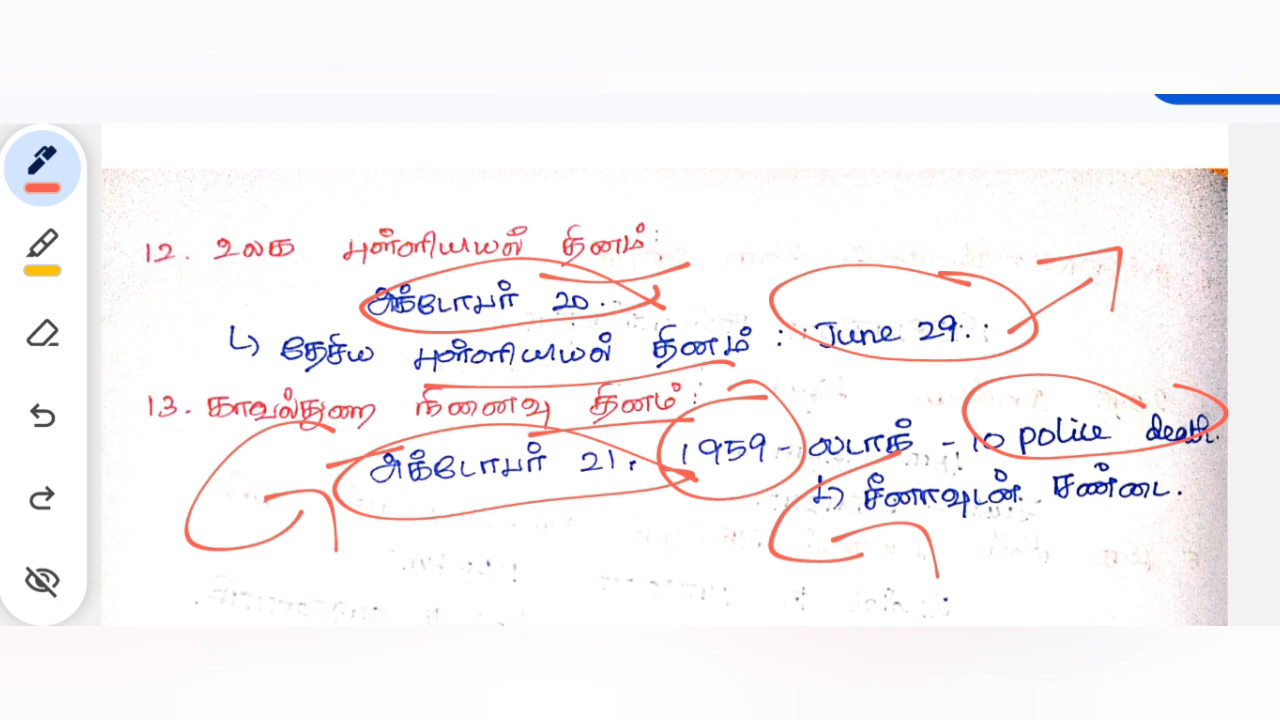 12. உலக புள்ளியியல் தினம்:
அக்டோபர் 20.
↳ தேசிய புள்ளியியல் தினம் : June 29.
13. காவல்துறை நினைவு தினம்:
அக்டோபர் 21. 1959 - லடாக் - 10 police death.
↳ சீனாவுடன் சண்டை.